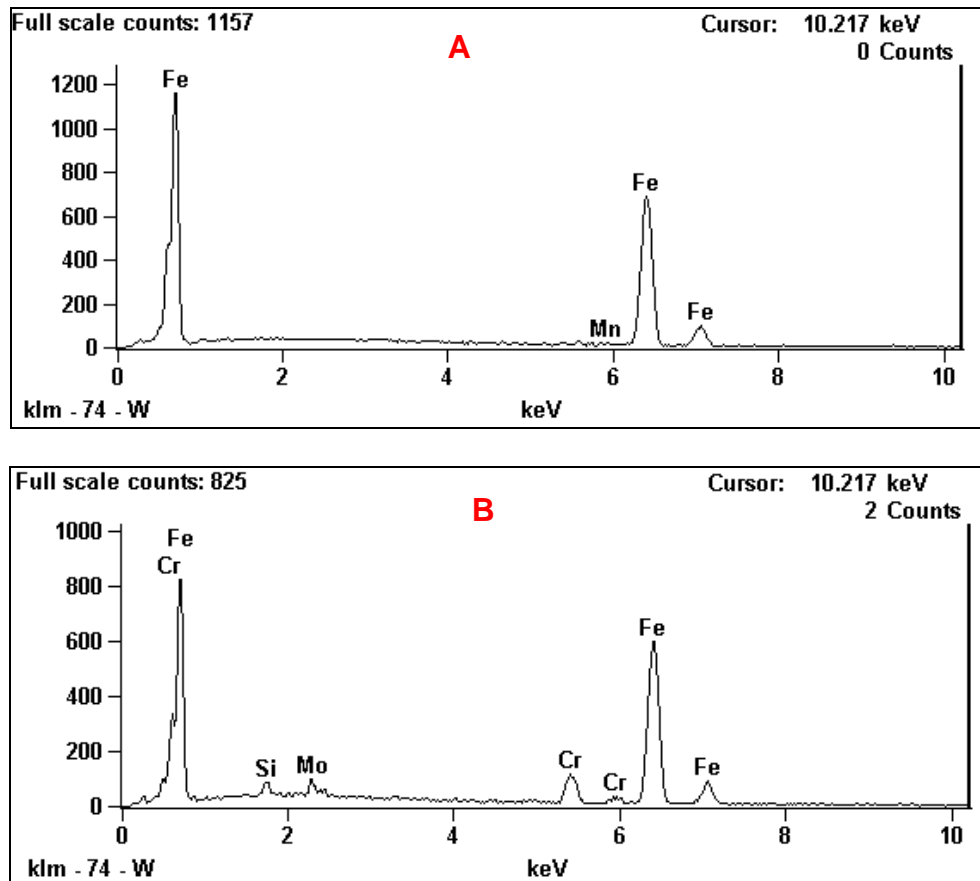 Full scale counts: 1157
Cursor: 10.217 keV
0 Counts
A
Fe
1200
1000
800
Fe
600
400
200
Mn
Fe
0
0 2 4 6 8 10
klm - 74 - W
keV
Full scale counts: 825
Cursor: 10.217 keV
2 Counts
B
1000
Fe
Cr
800
Fe
600
400
200
Si Mo Cr Cr Fe
0
0 2 4 6 8 10
klm - 74 - W
keV